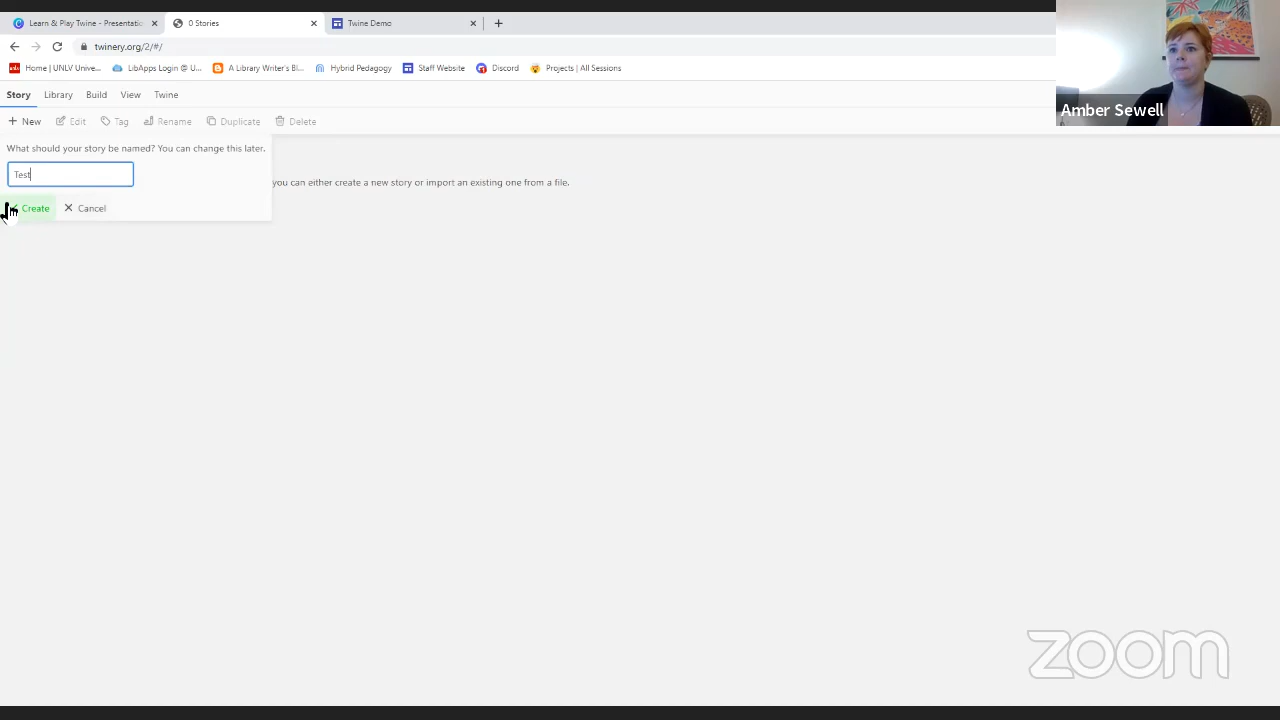 Learn & Play Twine - Presentatio
0 Stories
Twine Demo
twinery.org/2/#/
Home | UNLV Unive...
LibApps Login @ U...
A Library Writer's Bl...
Hybrid Pedagogy
Staff Website
Discord
Projects | All Sessions
Story
Library
Build
View
Twine
New
Edit
Tag
Rename
Duplicate
Delete
What should your story be named? You can change this later.
Test
you can either create a new story or import an existing one from a file.
Create
Cancel
Amber Sewell
zoom